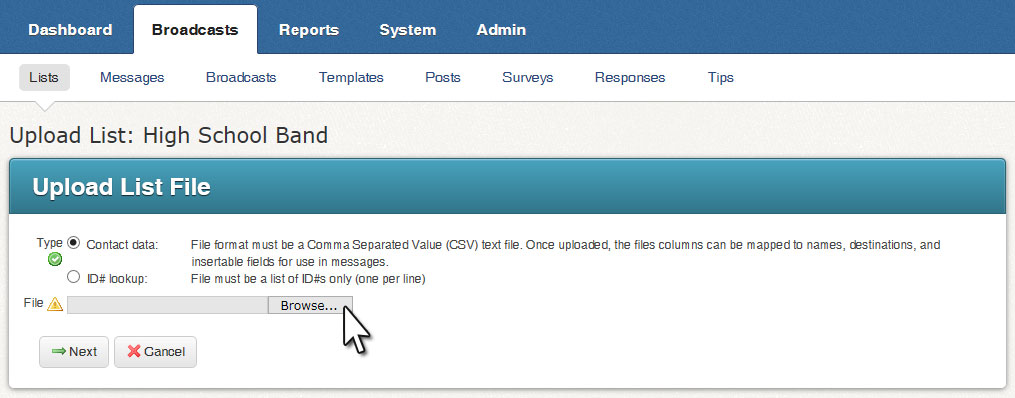 Dashboard Broadcasts Reports System Admin
Lists Messages Broadcasts Templates Posts Surveys Responses Tips
Upload List: High School Band
Upload List File
Type Contact data: File format must be a Comma Separated Value (CSV) text file. Once uploaded, the files columns can be mapped to names, destinations, and
insertable fields for use in messages.
ID# lookup: File must be a list of ID#s only (one per line)
File Browse...
Next Cancel